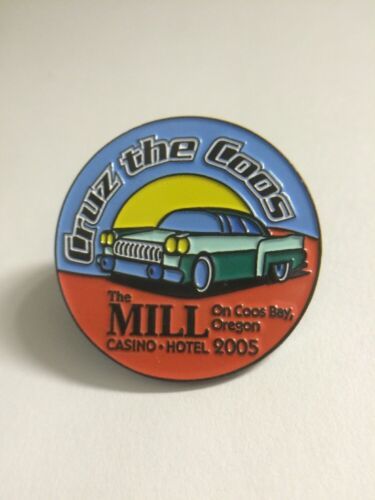 Cruz the Coos
The
MILL
On Coos Bay,
Oregon
CASINO • HOTEL 2005